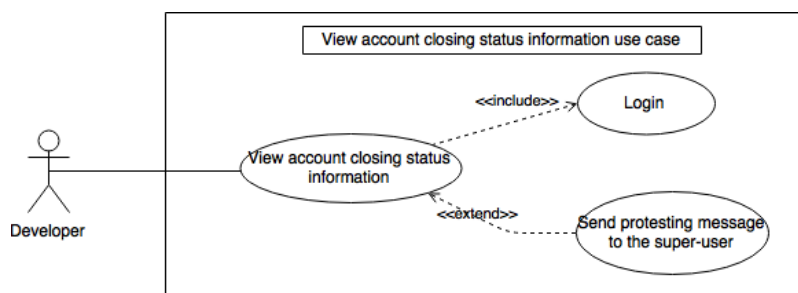 View account closing status information use case
<<include>>
Login
View account closing status
information
<<extend>>
Send protesting message
to the super-user
Developer